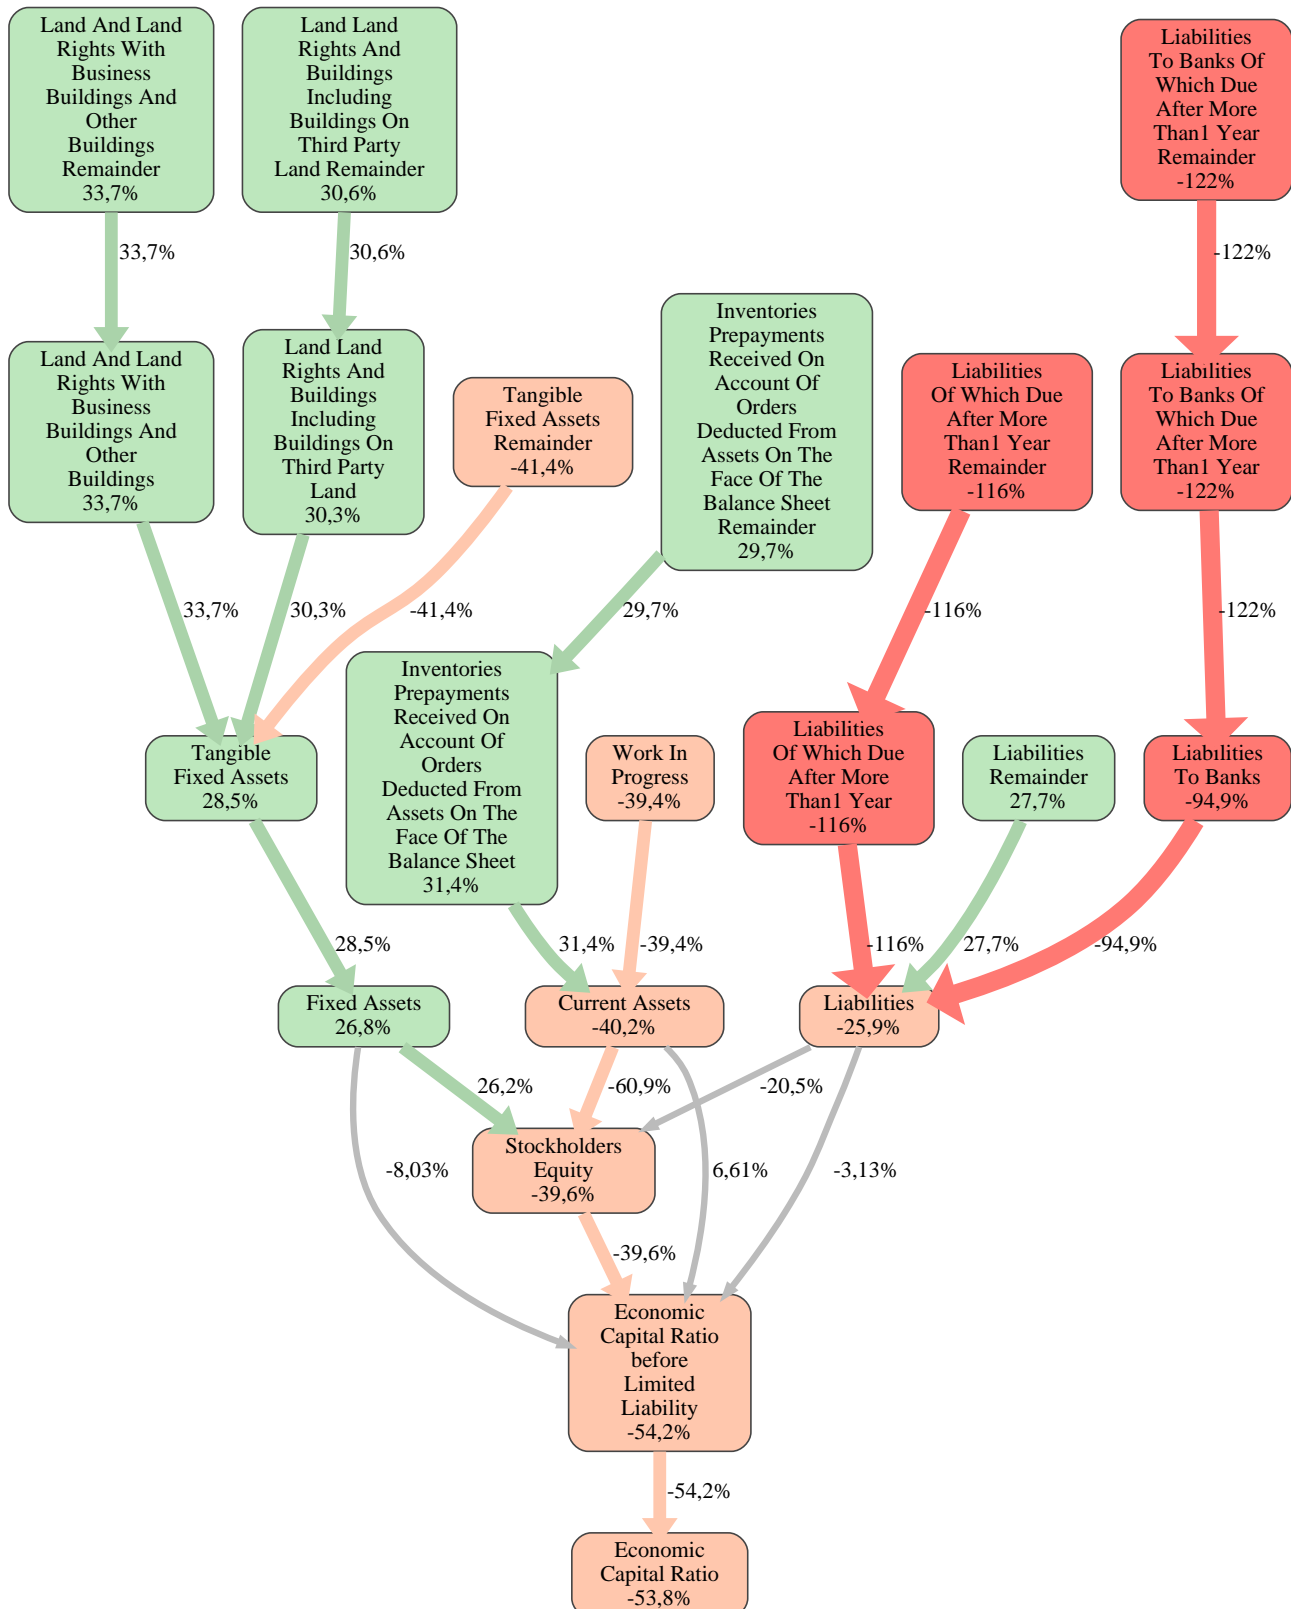 Land And Land
Rights With
Business
Buildings And
Other
Buildings
Remainder
33,7%
Land Land
Rights And
Buildings
Including
Buildings On
Third Party
Land Remainder
30,6%
Liabilities
To Banks Of
Which Due
After More
Than1 Year
Remainder
-122%
33,7%
30,6%
-122%
Land And Land
Rights With
Business
Buildings And
Other
Buildings
33,7%
Land Land
Rights And
Buildings
Including
Buildings On
Third Party
Land
30,3%
Tangible
Fixed Assets
Remainder
-41,4%
Inventories
Prepayments
Received On
Account Of
Orders
Deducted From
Assets On The
Face Of The
Balance Sheet
Remainder
29,7%
Liabilities
Of Which Due
After More
Than1 Year
Remainder
-116%
Liabilities
To Banks Of
Which Due
After More
Than1 Year
-122%
33,7%
30,3%
-41,4%
29,7%
-116%
-122%
Tangible
Fixed Assets
28,5%
Inventories
Prepayments
Received On
Account Of
Orders
Deducted From
Assets On The
Face Of The
Balance Sheet
31,4%
Work In
Progress
-39,4%
Liabilities
Of Which Due
After More
Than1 Year
-116%
Liabilities
Remainder
27,7%
Liabilities
To Banks
-94,9%
28,5%
31,4%
-39,4%
-116%
27,7%
-94,9%
Fixed Assets
26,8%
Current Assets
-40,2%
Liabilities
-25,9%
26,2%
-60,9%
-20,5%
Stockholders
Equity
-39,6%
-8,03%
6,61%
-3,13%
-39,6%
Economic
Capital Ratio
before
Limited
Liability
-54,2%
-54,2%
Economic
Capital Ratio
-53,8%